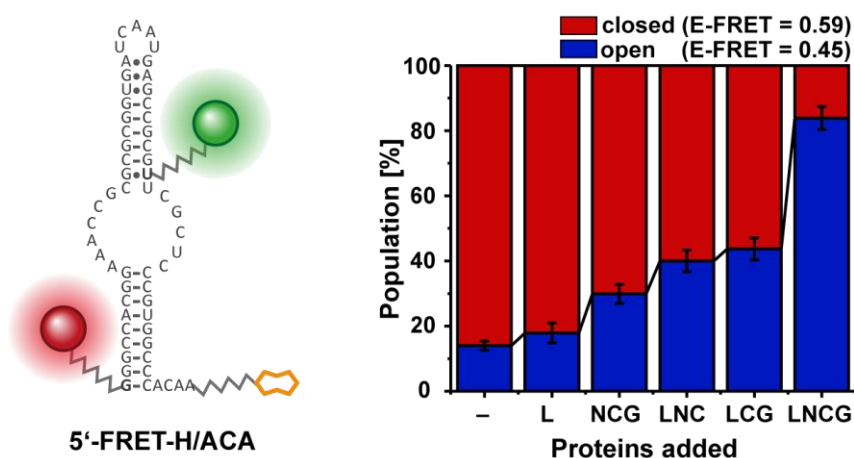 CACAA
5'-FRET-H/ACA
closed (E-FRET = 0.59)
open (E-FRET = 0.45)
100
80
60
40
20
0
Population [%]
– L NCG LNC LCG LNCG
Proteins added